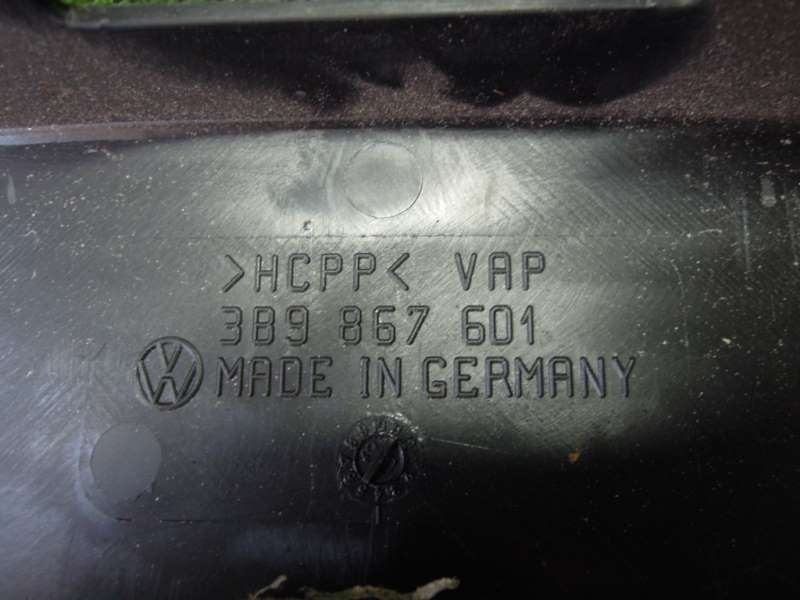 >HCPP< VAP
3B9 867 601
MADE IN GERMANY